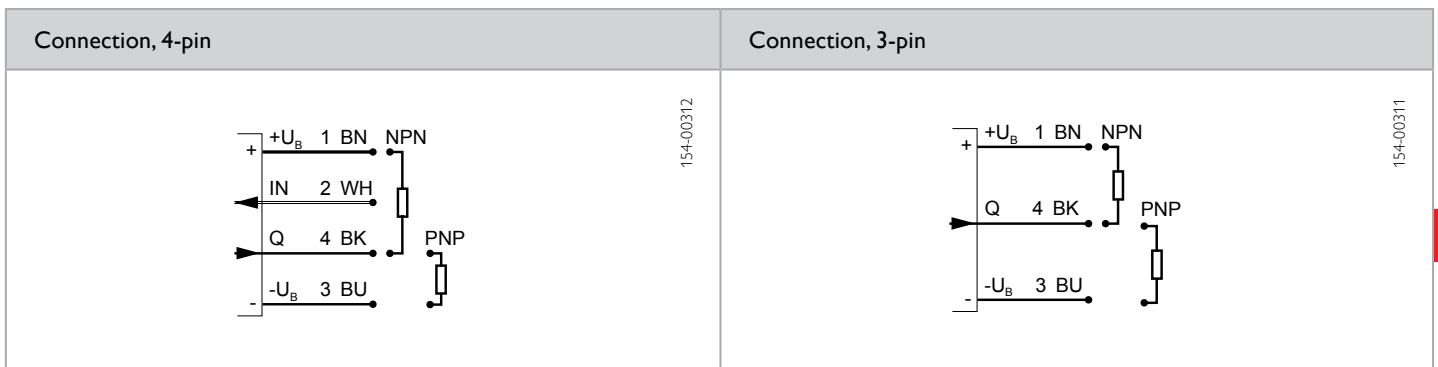 Connection, 4-pin
Connection, 3-pin
+U_B 1 BN NPN
+
IN 2 WH
Q 4 BK PNP
-U_B 3 BU
-
154-00312
+U_B 1 BN NPN
+
Q 4 BK PNP
-U_B 3 BU
-
154-00311